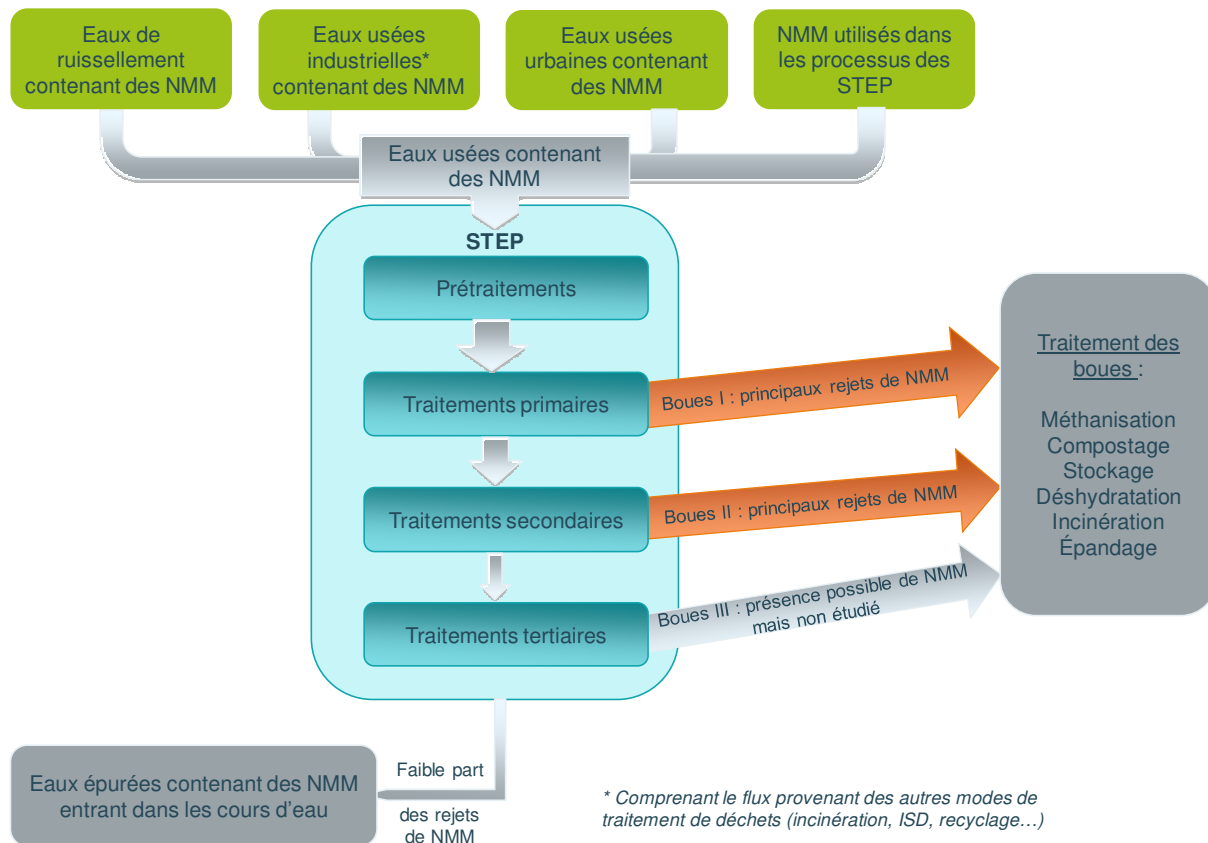 Eaux de
ruissellement
contenant des NMM
Eaux usées
industrielles*
contenant des NMM
Eaux usées
urbaines contenant
des NMM
NMM utilisés dans
les processus des
STEP
Eaux usées contenant
des NMM
STEP
Prétraitements
Traitements primaires
Boues I : principaux rejets de NMM
Traitements secondaires
Boues II : principaux rejets de NMM
Traitements tertiaires
Boues III : présence possible de NMM
mais non étudié
Traitement des
boues :
Méthanisation
Compostage
Stockage
Déshydratation
Incinération
Épandage
Eaux épurées contenant des NMM
entrant dans les cours d’eau
Faible part
des rejets
de NMM
* Comprenant le flux provenant des autres modes de
traitement de déchets (incinération, ISD, recyclage…)